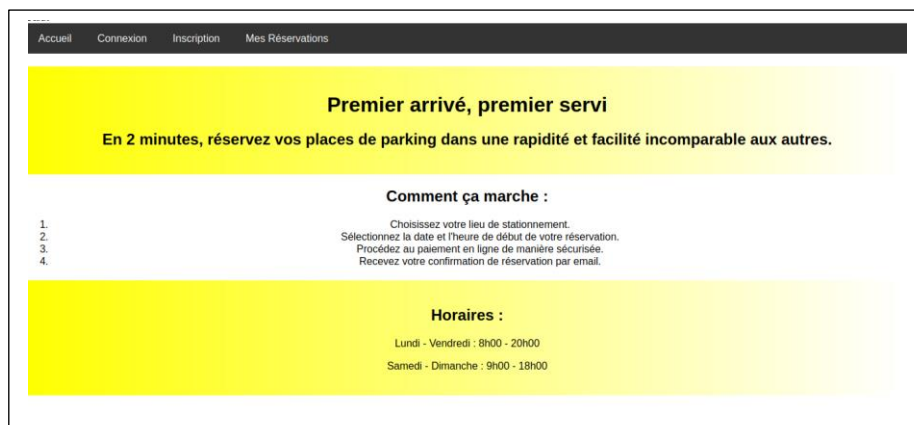 Accueil Connexion Inscription Mes Réservations
Premier arrivé, premier servi
En 2 minutes, réservez vos places de parking dans une rapidité et facilité incomparable aux autres.
Comment ça marche :
1. Choisissez votre lieu de stationnement.
2. Sélectionnez la date et l'heure de début de votre réservation.
3. Procédez au paiement en ligne de manière sécurisée.
4. Recevez votre confirmation de réservation par email.
Horaires :
Lundi - Vendredi : 8h00 - 20h00
Samedi - Dimanche : 9h00 - 18h00